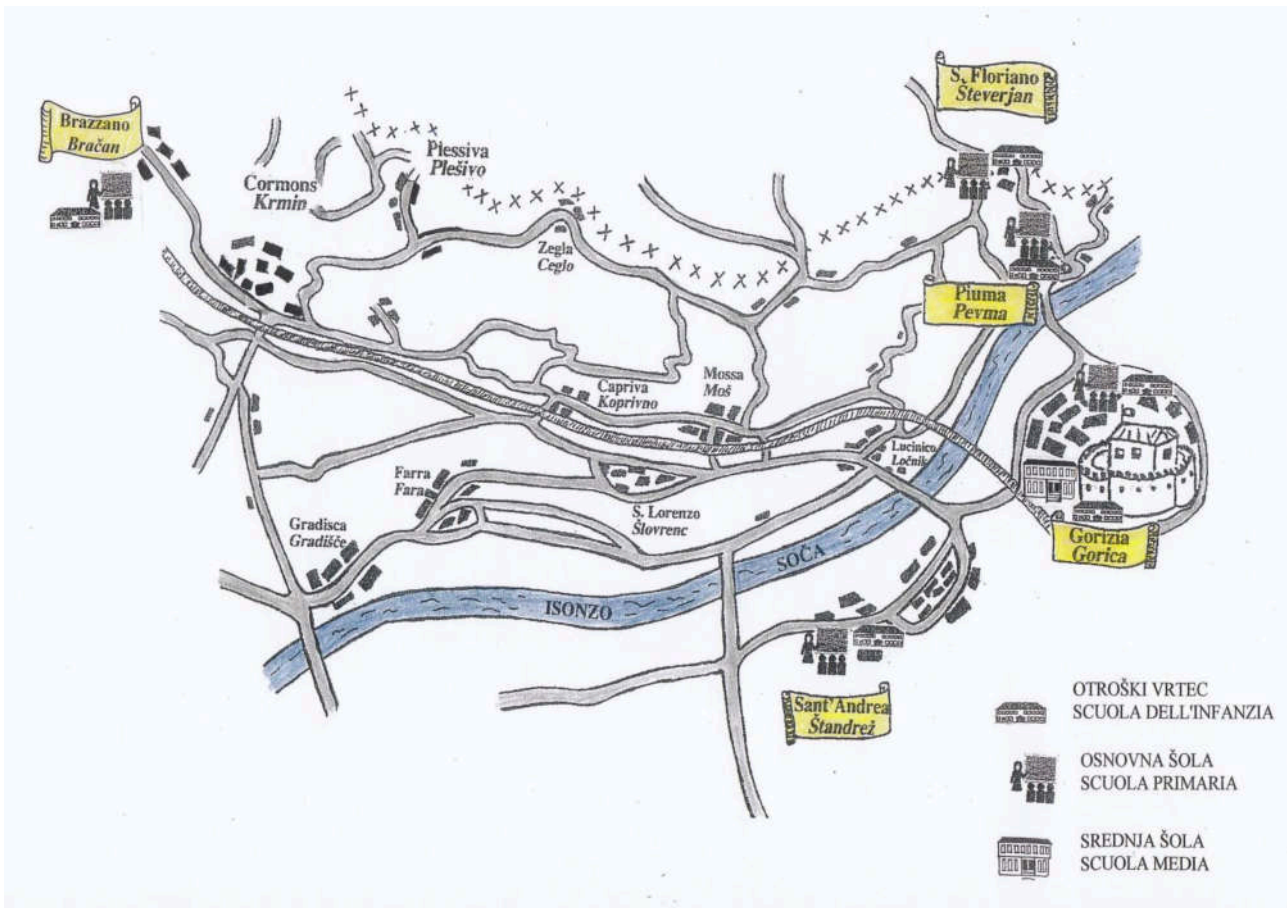 S. Floriano
Števerjan
Brazzano
Bračan
Plessiva
Plešivo
Cormons
Krmin
Zegla
Ceglo
Piuma
Pevma
Capriva
Koprivno
Mossa
Moš
Lucinico
Ločnik
Farra
Fara
S. Lorenzo
Šlovrenc
Gradisca
Gradišče
Gorizia
Gorica
SOČA
ISONZO
Sant'Andrea
Štandrež
OTROŠKI VRTEC
SCUOLA DELL'INFANZIA
OSNOVNA ŠOLA
SCUOLA PRIMARIA
SREDNJA ŠOLA
SCUOLA MEDIA